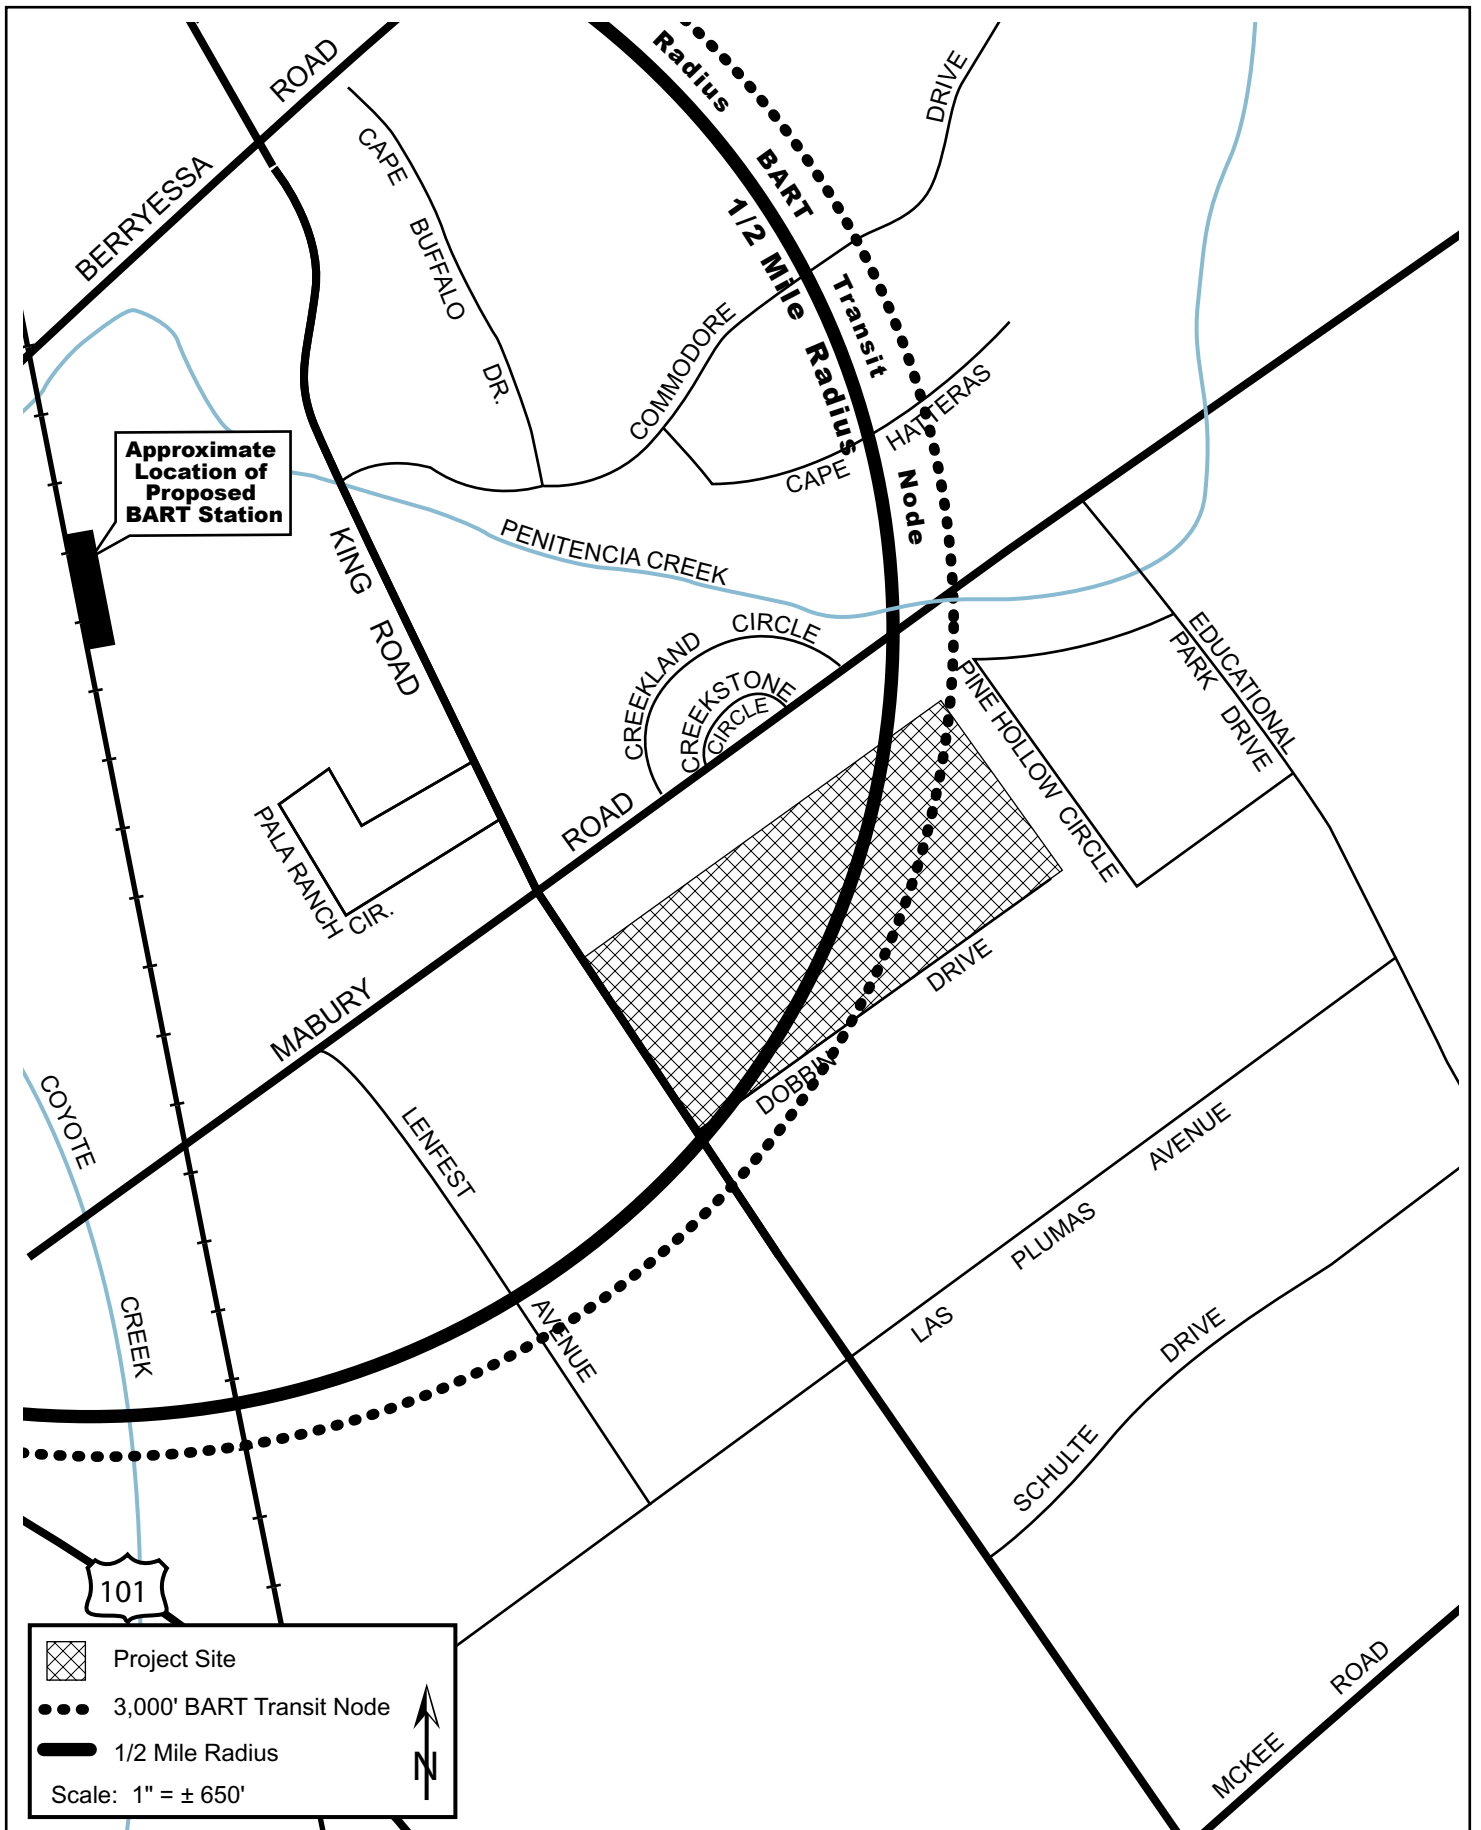 BERRYESSA ROAD
CAPE BUFFALO DR.
Radius
BART Transit Node
1/2 Mile Radius
COMMODORE DRIVE
CAPE HATTERAS
Approximate
Location of
Proposed
BART Station
KING ROAD
PENITENCIA CREEK
CREEKLAND CIRCLE
CREEKSTONE
CIRCLE
EDUCATIONAL
PARK DRIVE
PINE HOLLOW CIRCLE
PALA RANCH CIR.
MABURY ROAD
DOBBIN DRIVE
COYOTE CREEK
LENFEST AVENUE
LAS PLUMAS AVENUE
SCHULTE DRIVE
MCKEE ROAD
101
Project Site
3,000' BART Transit Node
1/2 Mile Radius
Scale: 1" = ± 650'
N